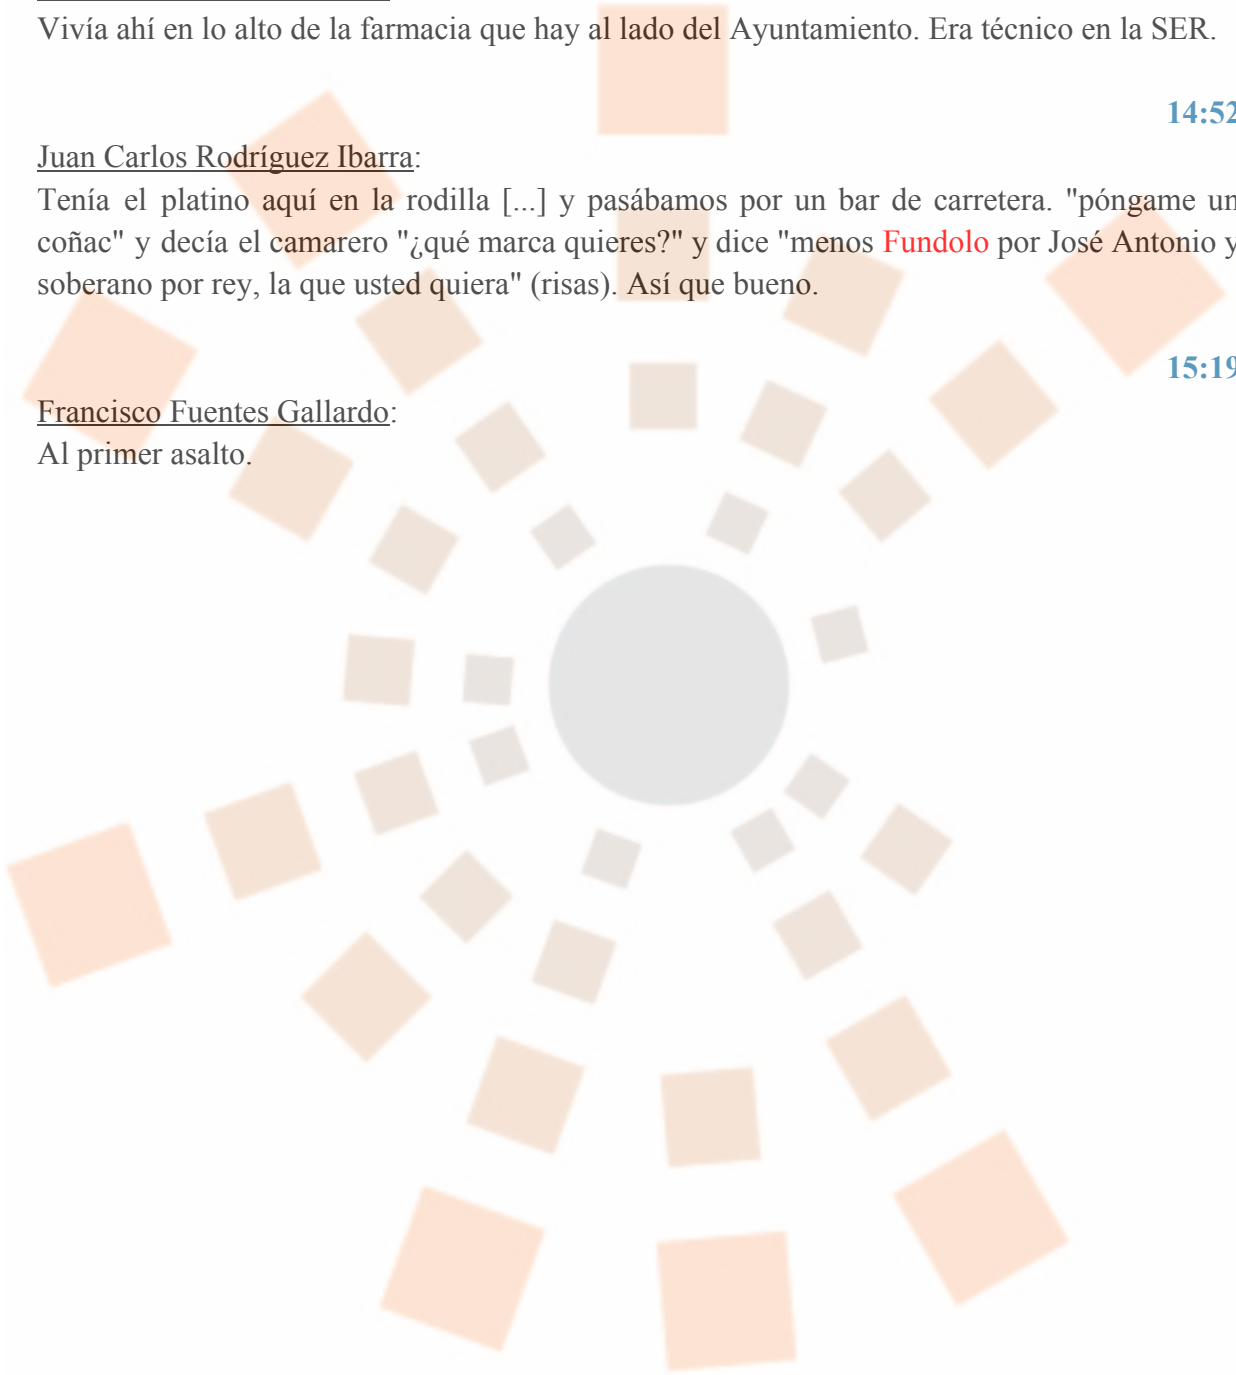 Vivía ahí en lo alto de la farmacia que hay al lado del Ayuntamiento. Era técnico en la SER.
14:52
Juan Carlos Rodríguez Ibarra:
Tenía el platino aquí en la rodilla [...] y pasábamos por un bar de carretera. "póngame un
coñac" y decía el camarero "¿qué marca quieres?" y dice "menos Fundolo por José Antonio y
soberano por rey, la que usted quiera" (risas). Así que bueno.
15:19
Francisco Fuentes Gallardo:
Al primer asalto.